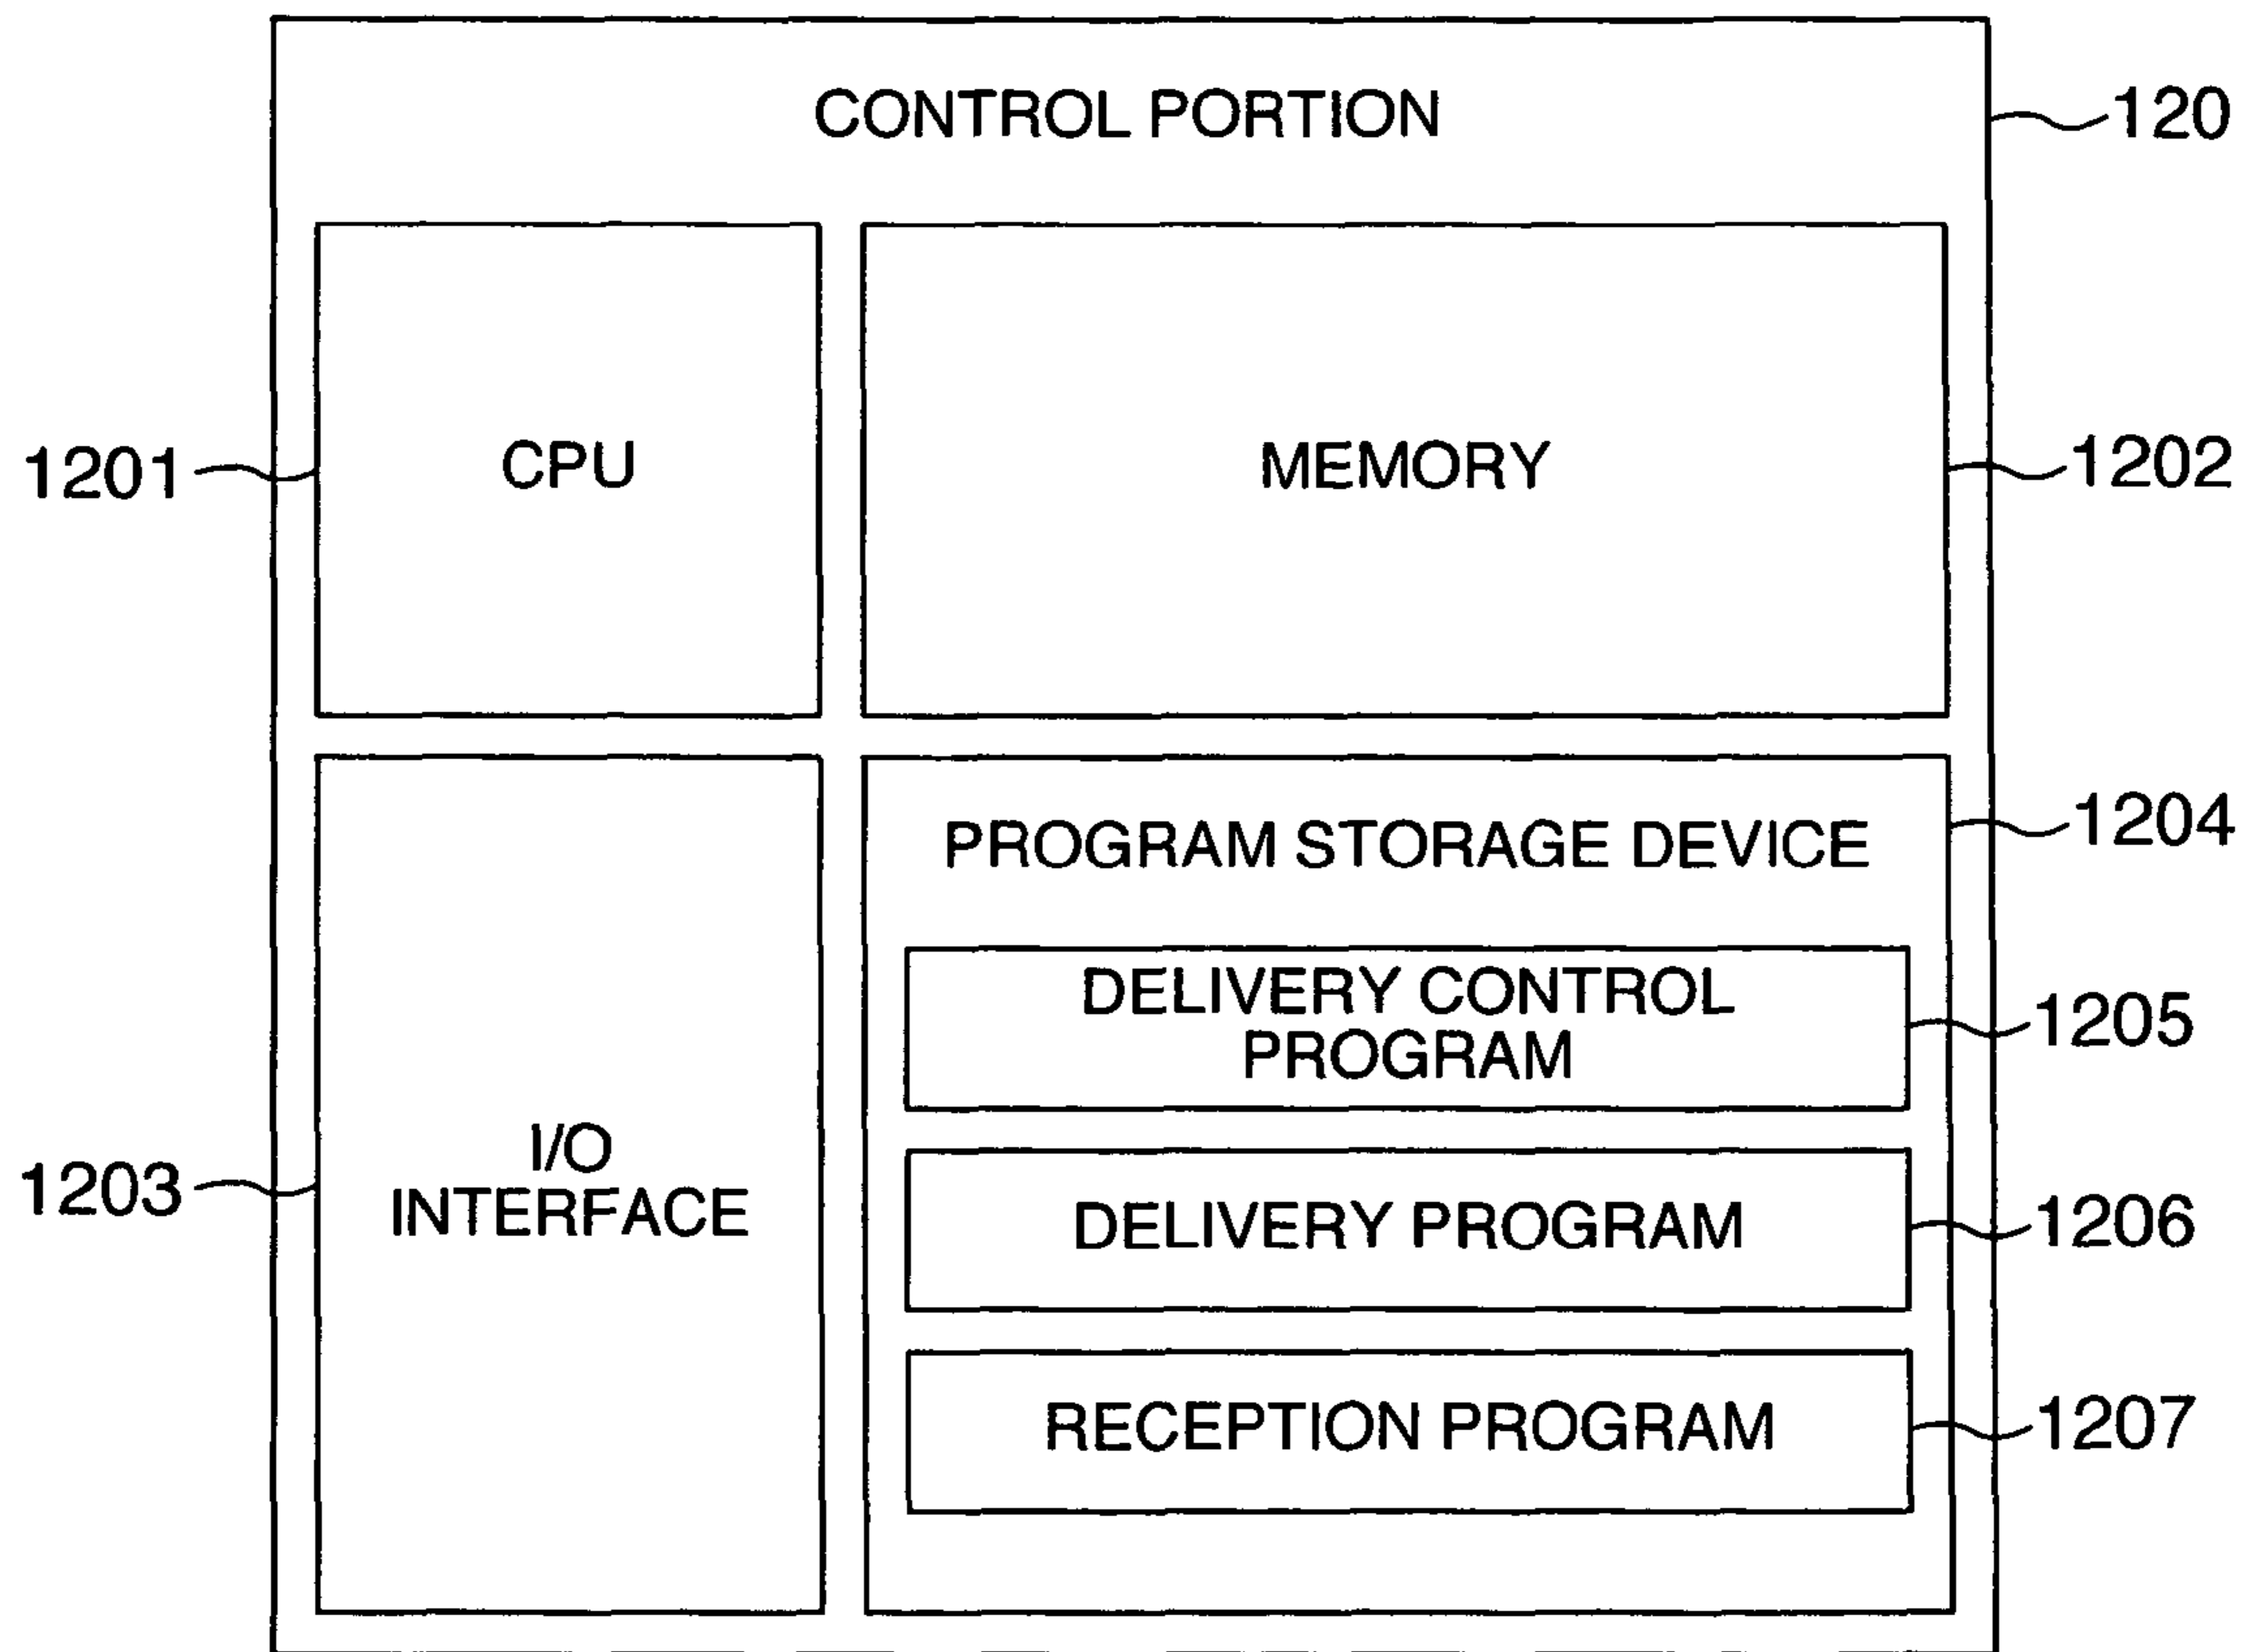 CONTROL PORTION
120
CPU
1201
MEMORY
1202
I/O
INTERFACE
1203
PROGRAM STORAGE DEVICE
1204
DELIVERY CONTROL
PROGRAM
1205
DELIVERY PROGRAM
1206
RECEPTION PROGRAM
1207